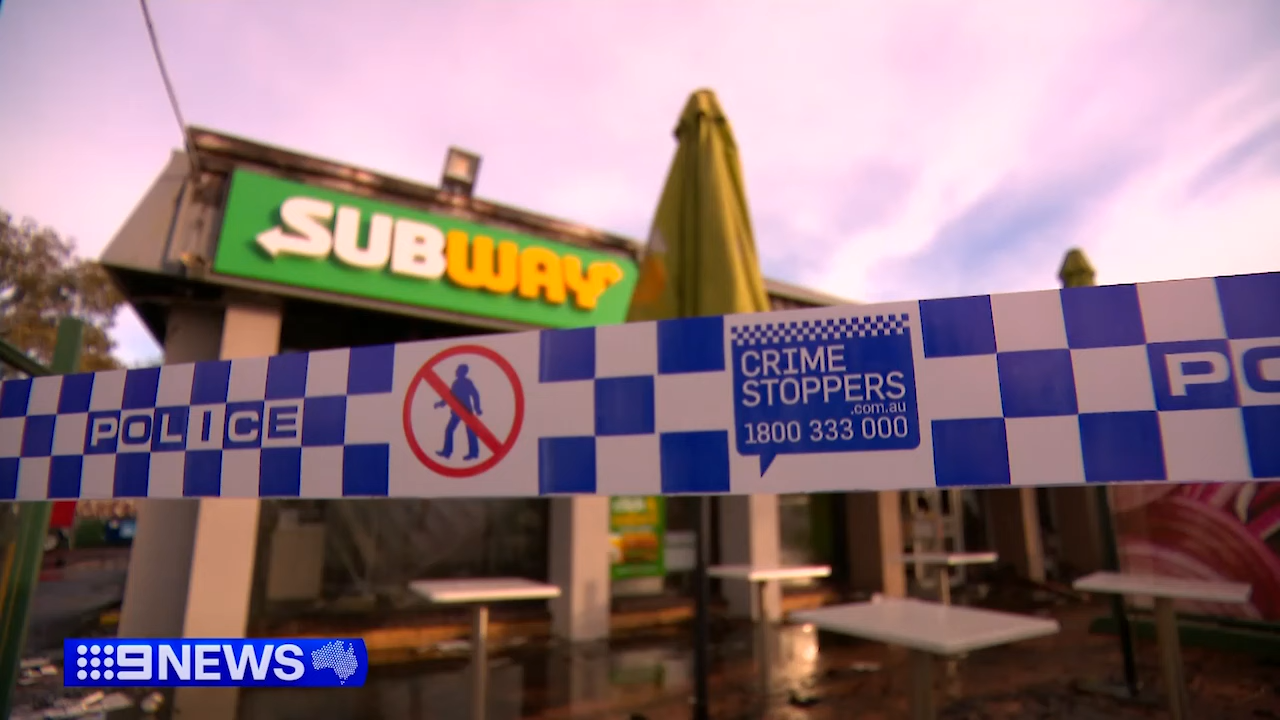 SUBWAY
POLICE
CRIME
STOPPERS
.com.au
1800 333 000
PO
9NEWS